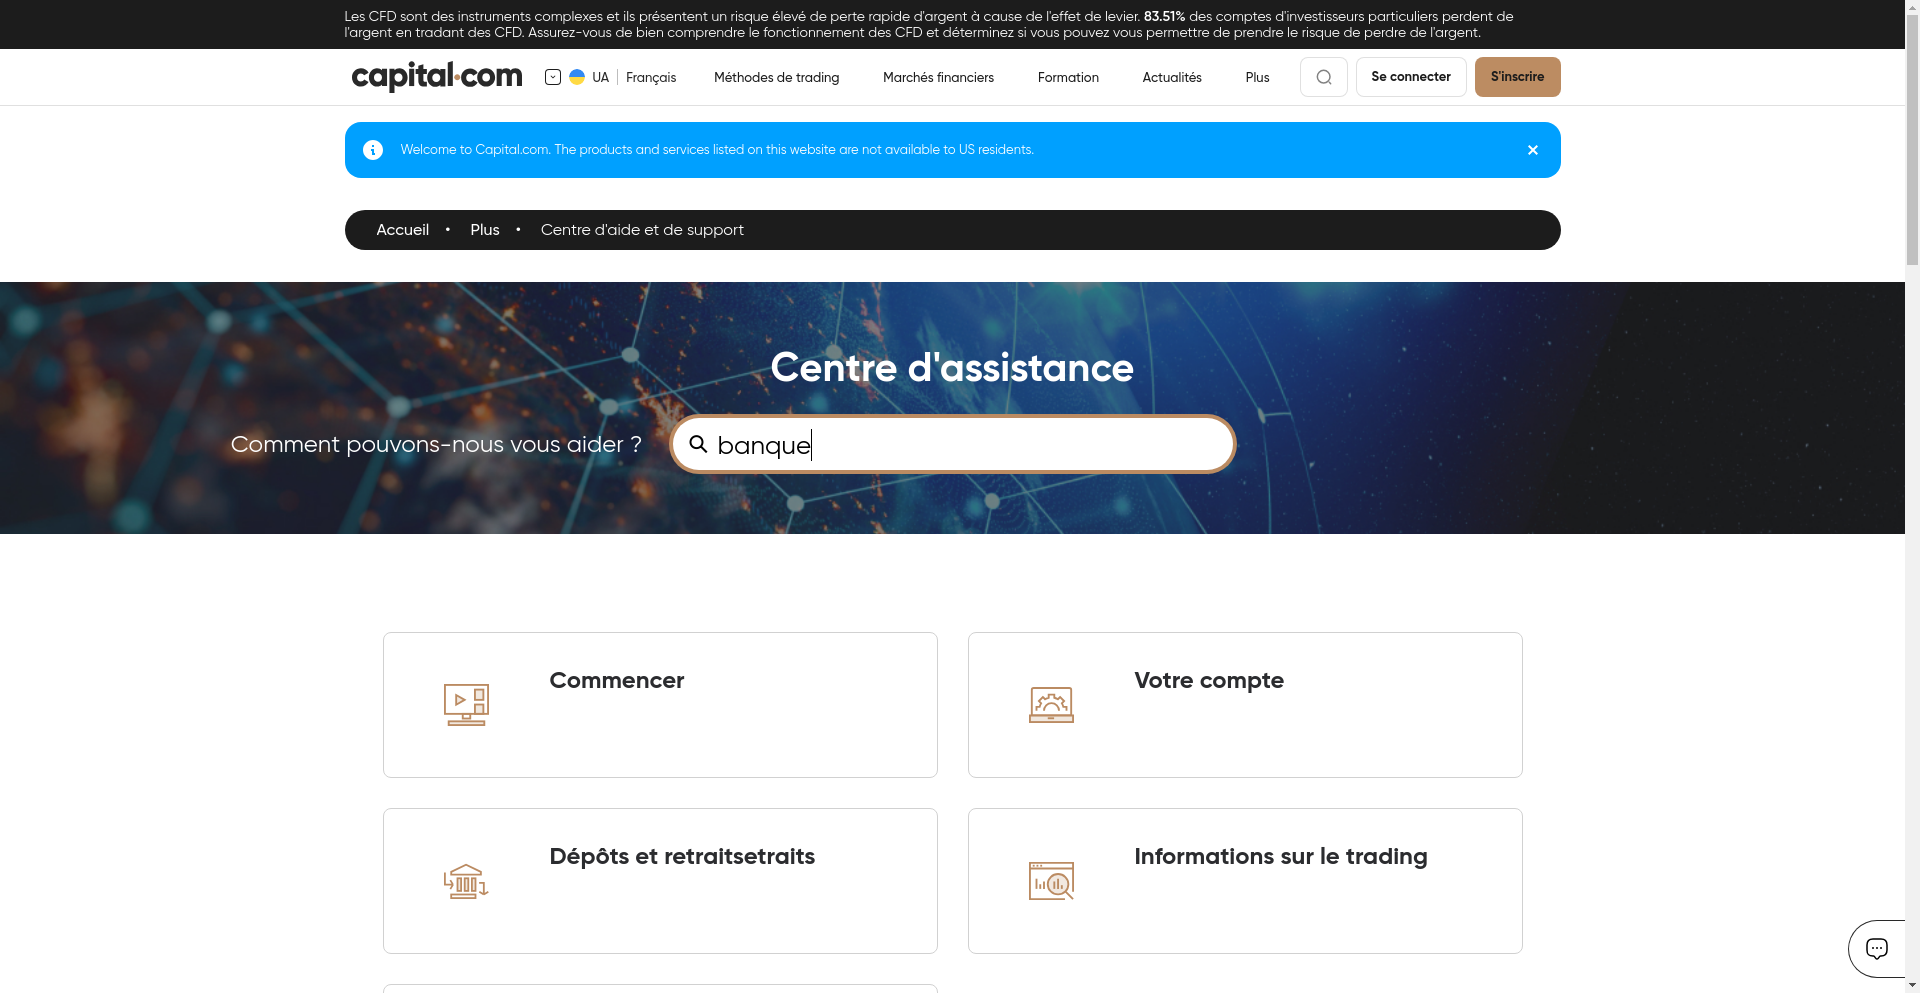 Les CFD sont des instruments complexes et ils présentent un risque élevé de perte rapide d'argent à cause de l'effet de levier. 83.51% des comptes d'investisseurs particuliers perdent de
l'argent en tradant des CFD. Assurez-vous de bien comprendre le fonctionnement des CFD et déterminez si vous pouvez vous permettre de prendre le risque de perdre de l'argent.
capital.com UA Français Méthodes de trading Marchés financiers Formation Actualités Plus Se connecter S'inscrire
Welcome to Capital.com. The products and services listed on this website are not available to US residents.
Accueil • Plus • Centre d'aide et de support
Centre d'assistance
Comment pouvons-nous vous aider ? banque
Commencer
Votre compte
Dépôts et retraitsetraits
Informations sur le trading